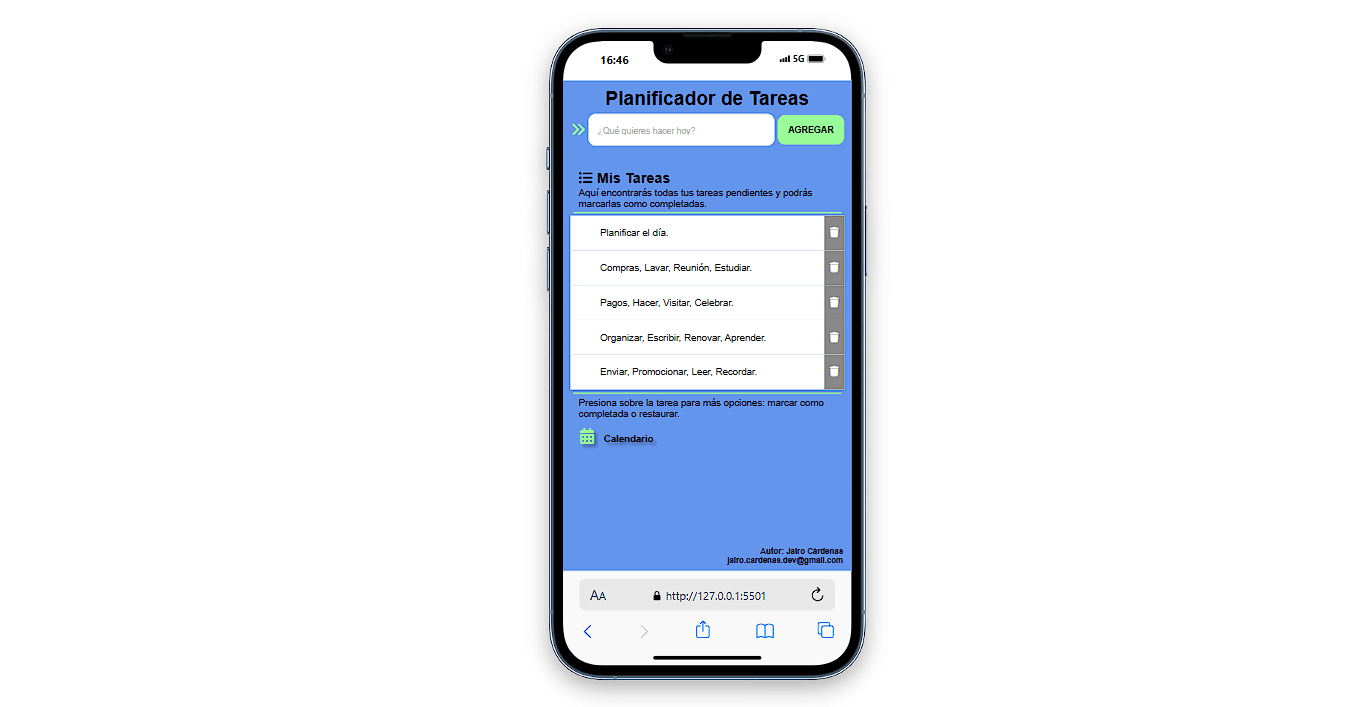 16:46
5G
Planificador de Tareas
¿Qué quieres hacer hoy?
AGREGAR
Mis Tareas
Aquí encontrarás todas tus tareas pendientes y podrás
marcarlas como completadas.
Planificar el día.
Compras, Lavar, Reunión, Estudiar.
Pagos, Hacer, Visitar, Celebrar.
Organizar, Escribir, Renovar, Aprender.
Enviar, Promocionar, Leer, Recordar.
Presiona sobre la tarea para más opciones: marcar como
completada o restaurar.
Calendario
Autor: Jairo Cárdenas
jairo.cardenas.dev@gmail.com
AA
http://127.0.0.1:5501